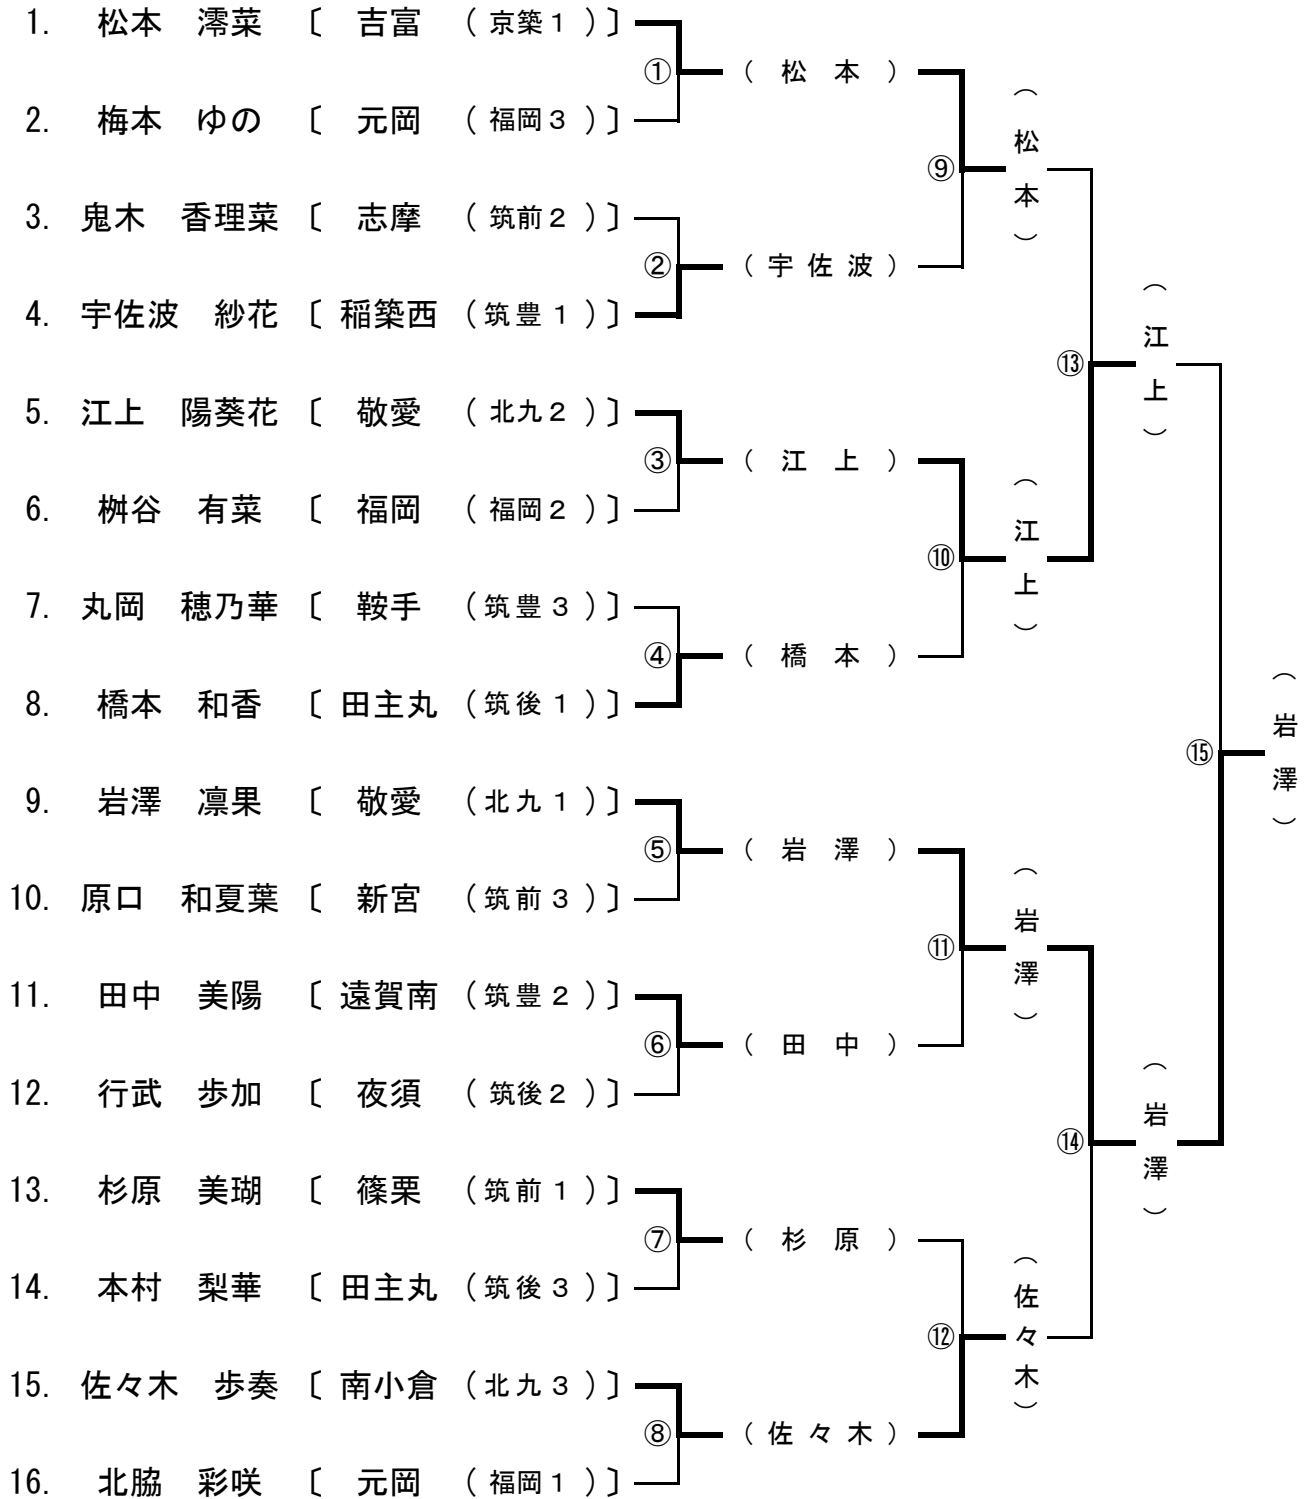 1. 松本 澪菜 〔 吉富 （ 京築１ ）〕
① （ 松 本 ）
2. 梅本 ゆの 〔 元岡 （ 福岡３ ）〕
⑨ （松本）
3. 鬼木 香理菜 〔 志摩 （ 筑前２ ）〕
② （ 宇 佐 波 ）
4. 宇佐波 紗花 〔 稲築西 （ 筑豊１ ）〕
⑬ （江上）
5. 江上 陽葵花 〔 敬愛 （ 北九２ ）〕
③ （ 江 上 ）
6. 桝谷 有菜 〔 福岡 （ 福岡２ ）〕
⑩ （江上）
7. 丸岡 穂乃華 〔 鞍手 （ 筑豊３ ）〕
④ （ 橋 本 ）
8. 橋本 和香 〔 田主丸 （ 筑後１ ）〕
⑮ （岩澤）
9. 岩澤 凛果 〔 敬愛 （ 北九１ ）〕
⑤ （ 岩 澤 ）
10. 原口 和夏葉 〔 新宮 （ 筑前３ ）〕
⑪ （岩澤）
11. 田中 美陽 〔 遠賀南 （ 筑豊２ ）〕
⑥ （ 田 中 ）
12. 行武 歩加 〔 夜須 （ 筑後２ ）〕
⑭ （岩澤）
13. 杉原 美瑚 〔 篠栗 （ 筑前１ ）〕
⑦ （ 杉 原 ）
14. 本村 梨華 〔 田主丸 （ 筑後３ ）〕
⑫ （佐々木）
15. 佐々木 歩奏 〔 南小倉 （ 北九３ ）〕
⑧ （ 佐 々 木 ）
16. 北脇 彩咲 〔 元岡 （ 福岡１ ）〕